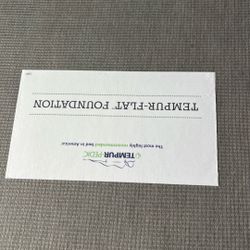 TEMPUR-PEDIC
The most highly recommended bed in America
TEMPUR-FLAT® FOUNDATION